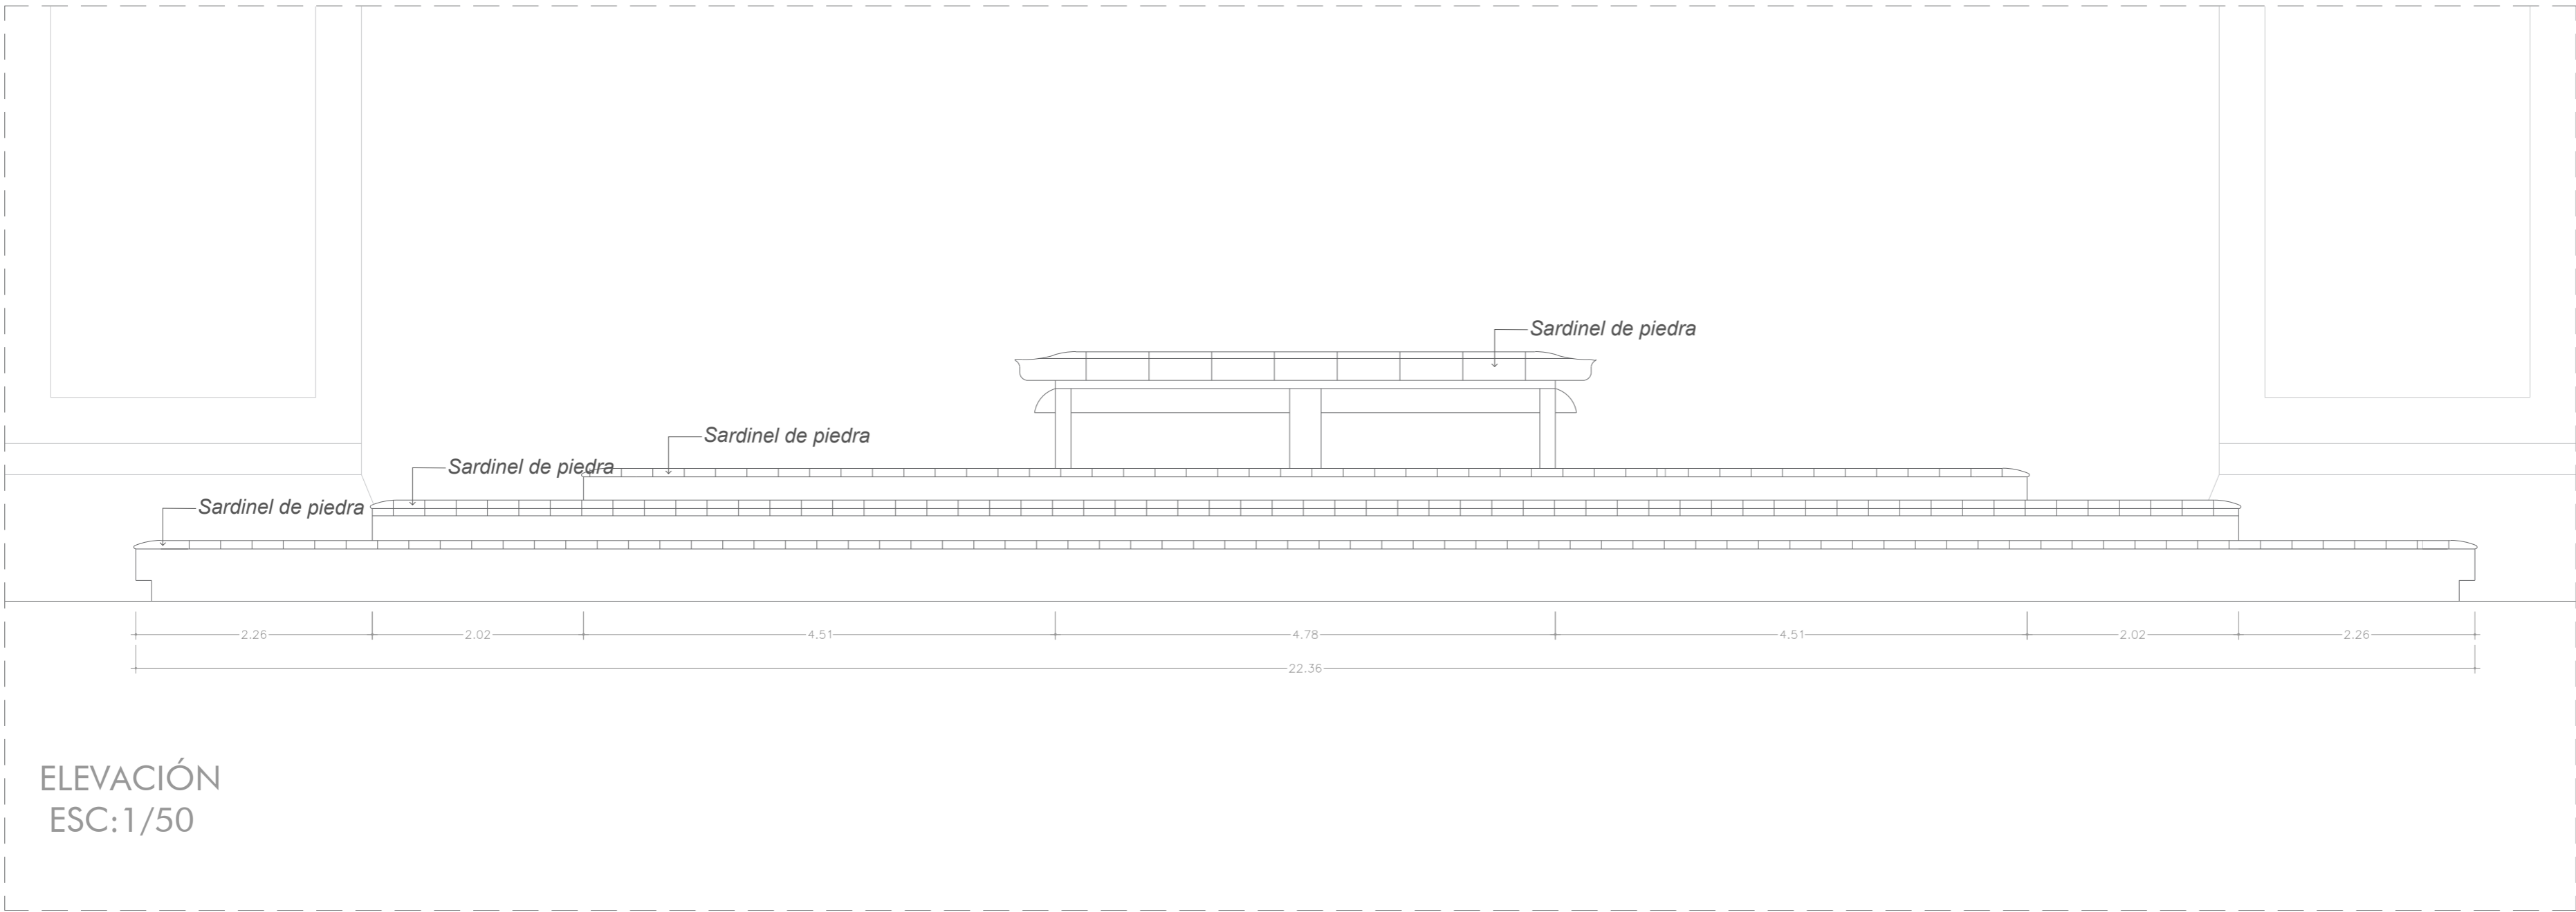 Sardinel de piedra
Sardinel de piedra
Sardinel de piedra
Sardinel de piedra
2.26 2.02 4.51 4.78 4.51 2.02 2.26
22.36
ELEVACIÓN
ESC:1/50